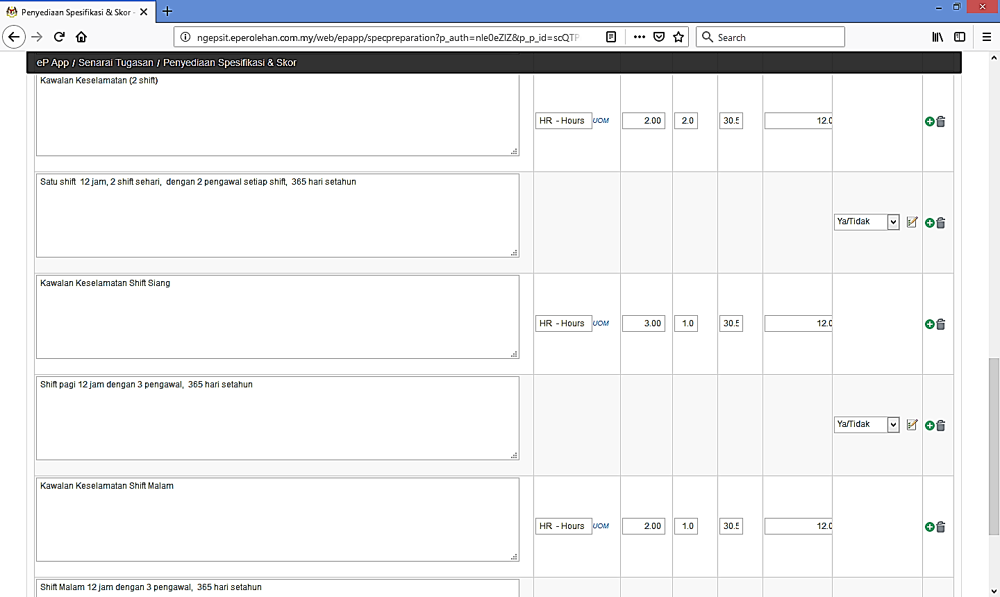 Penyediaan Spesifikasi & Skor -
ngepsit.eperolehan.com.my/web/epapp/specpreparation?p_auth=nle0eZIZ&p_p_id=scQTP
Search
eP App / Senarai Tugasan / Penyediaan Spesifikasi & Skor
Kawalan Keselamatan (2 shift)
HR - Hours UOM 2.00 2.0 30.5 12.0
Satu shift 12 jam, 2 shift sehari, dengan 2 pengawal setiap shift, 365 hari setahun
Ya/Tidak
Kawalan Keselamatan Shift Siang
HR - Hours UOM 3.00 1.0 30.5 12.0
Shift pagi 12 jam dengan 3 pengawal, 365 hari setahun
Ya/Tidak
Kawalan Keselamatan Shift Malam
HR - Hours UOM 2.00 1.0 30.5 12.0
Shift Malam 12 jam dengan 3 pengawal, 365 hari setahun